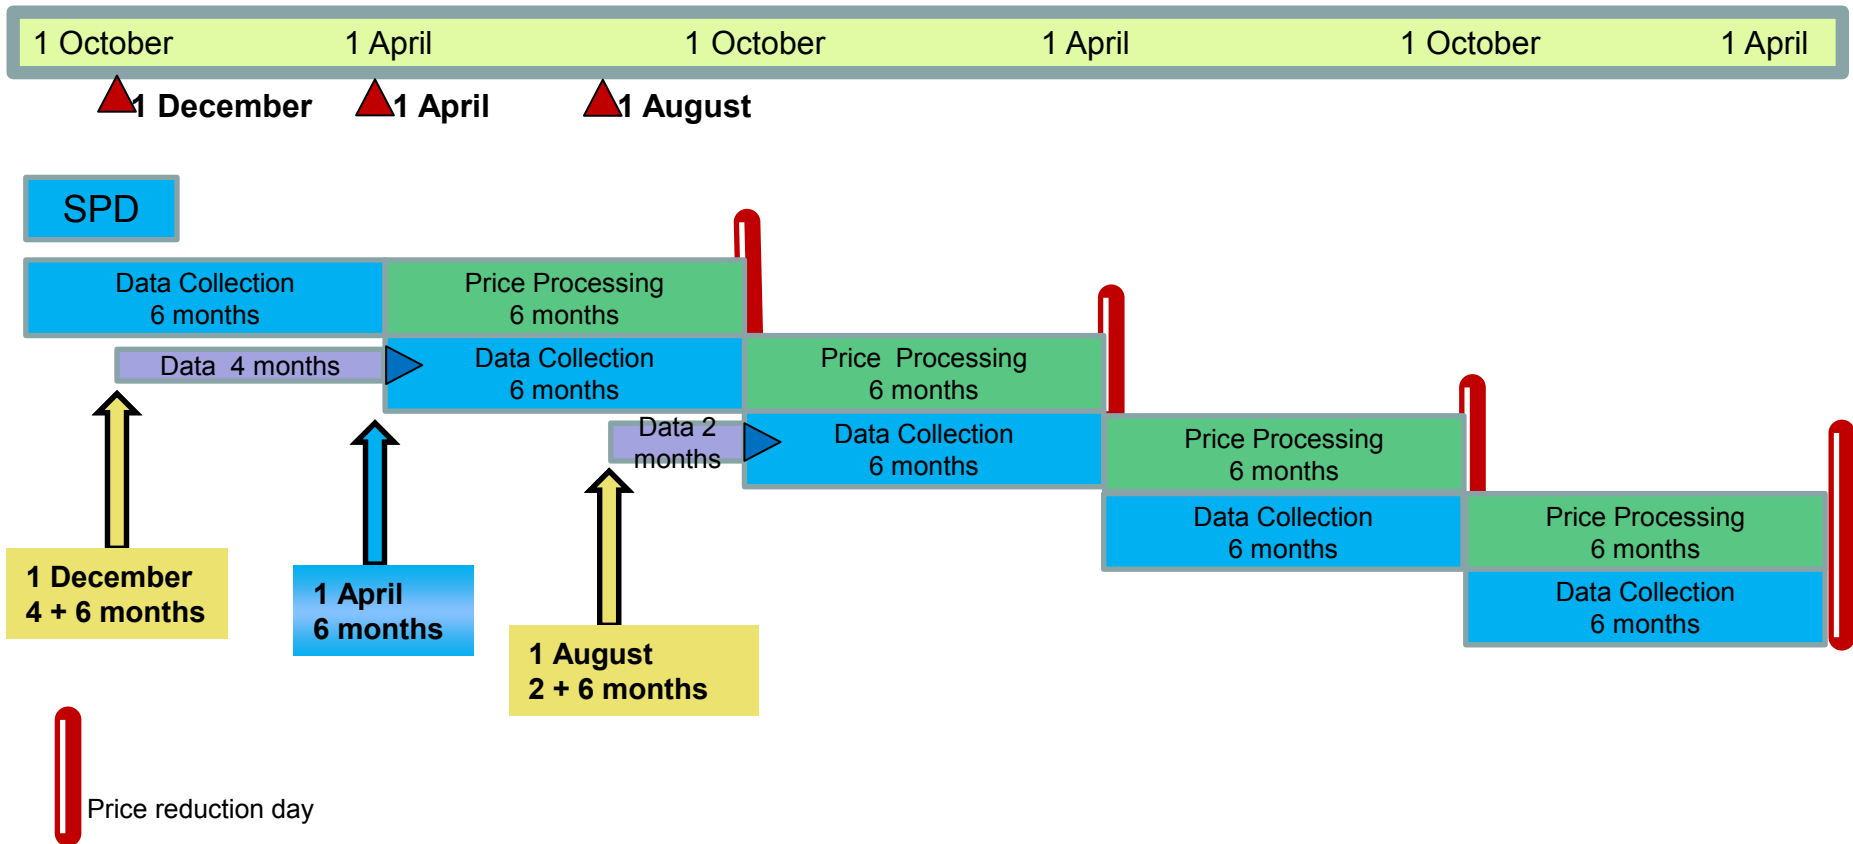 1 October 1 April 1 October 1 April 1 October 1 April
1 December 1 April 1 August
SPD
Data Collection
6 months
Price Processing
6 months
Data 4 months
Data Collection
6 months
Price Processing
6 months
Data 2
months
Data Collection
6 months
Price Processing
6 months
Data Collection
6 months
Price Processing
6 months
Data Collection
6 months
1 December
4 + 6 months
1 April
6 months
1 August
2 + 6 months
Price reduction day